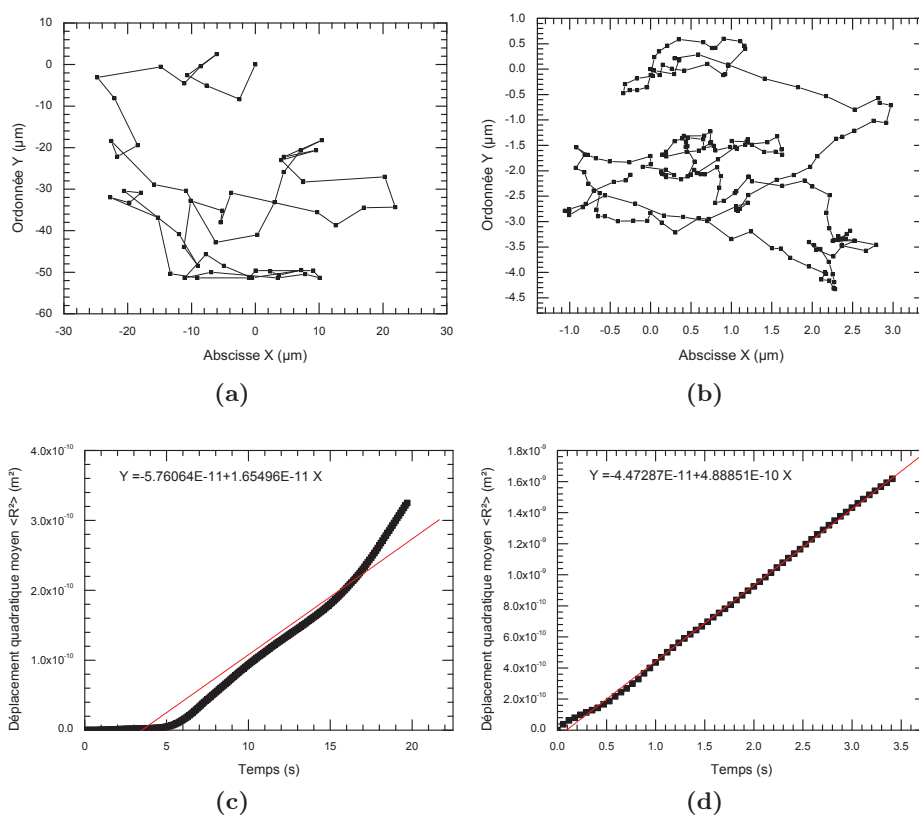 10
0
-10
-20
-30
-40
-50
-60
-30 -20 -10 0 10 20 30
Ordonnée Y (µm)
Abscisse X (µm)
(a)
1.0
0.5
0.0
-0.5
-1.0
-1.5
-2.0
-2.5
-3.0
-3.5
-4.0
-4.5
-1.0 -0.5 0.0 0.5 1.0 1.5 2.0 2.5 3.0
Ordonnée Y (µm)
Abscisse X (µm)
(b)
4.0x10⁻¹⁰
3.0x10⁻¹⁰
2.0x10⁻¹⁰
1.0x10⁻¹⁰
0.0
0 5 10 15 20
Y =-5.76064E-11+1.65496E-11 X
Déplacement quadratique moyen <R²> (m²)
Temps (s)
(c)
1.8x10⁻⁹
1.6x10⁻⁹
1.4x10⁻⁹
1.2x10⁻⁹
1.0x10⁻⁹
8.0x10⁻¹⁰
6.0x10⁻¹⁰
4.0x10⁻¹⁰
2.0x10⁻¹⁰
0.0
0.0 0.5 1.0 1.5 2.0 2.5 3.0 3.5
Y =-4.47287E-11+4.88851E-10 X
Déplacement quadratique moyen <R²> (m²)
Temps (s)
(d)